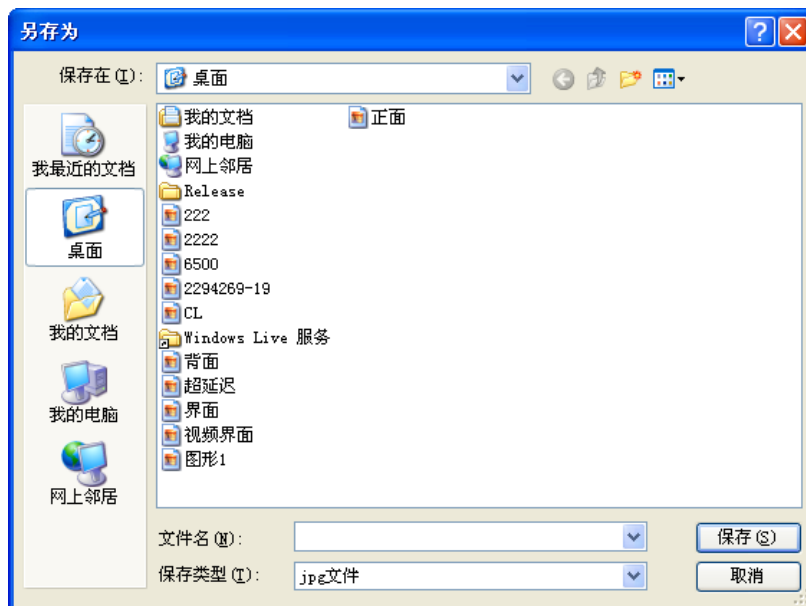 另存为
保存在(I):
桌面
我的文档
正面
我的电脑
网上邻居
Release
222
2222
6500
2294269-19
CL
Windows Live 服务
背面
超延迟
界面
视频界面
图形1
我最近的文档
桌面
我的文档
我的电脑
网上邻居
文件名(N):
保存(S)
保存类型(T):
jpg文件
取消